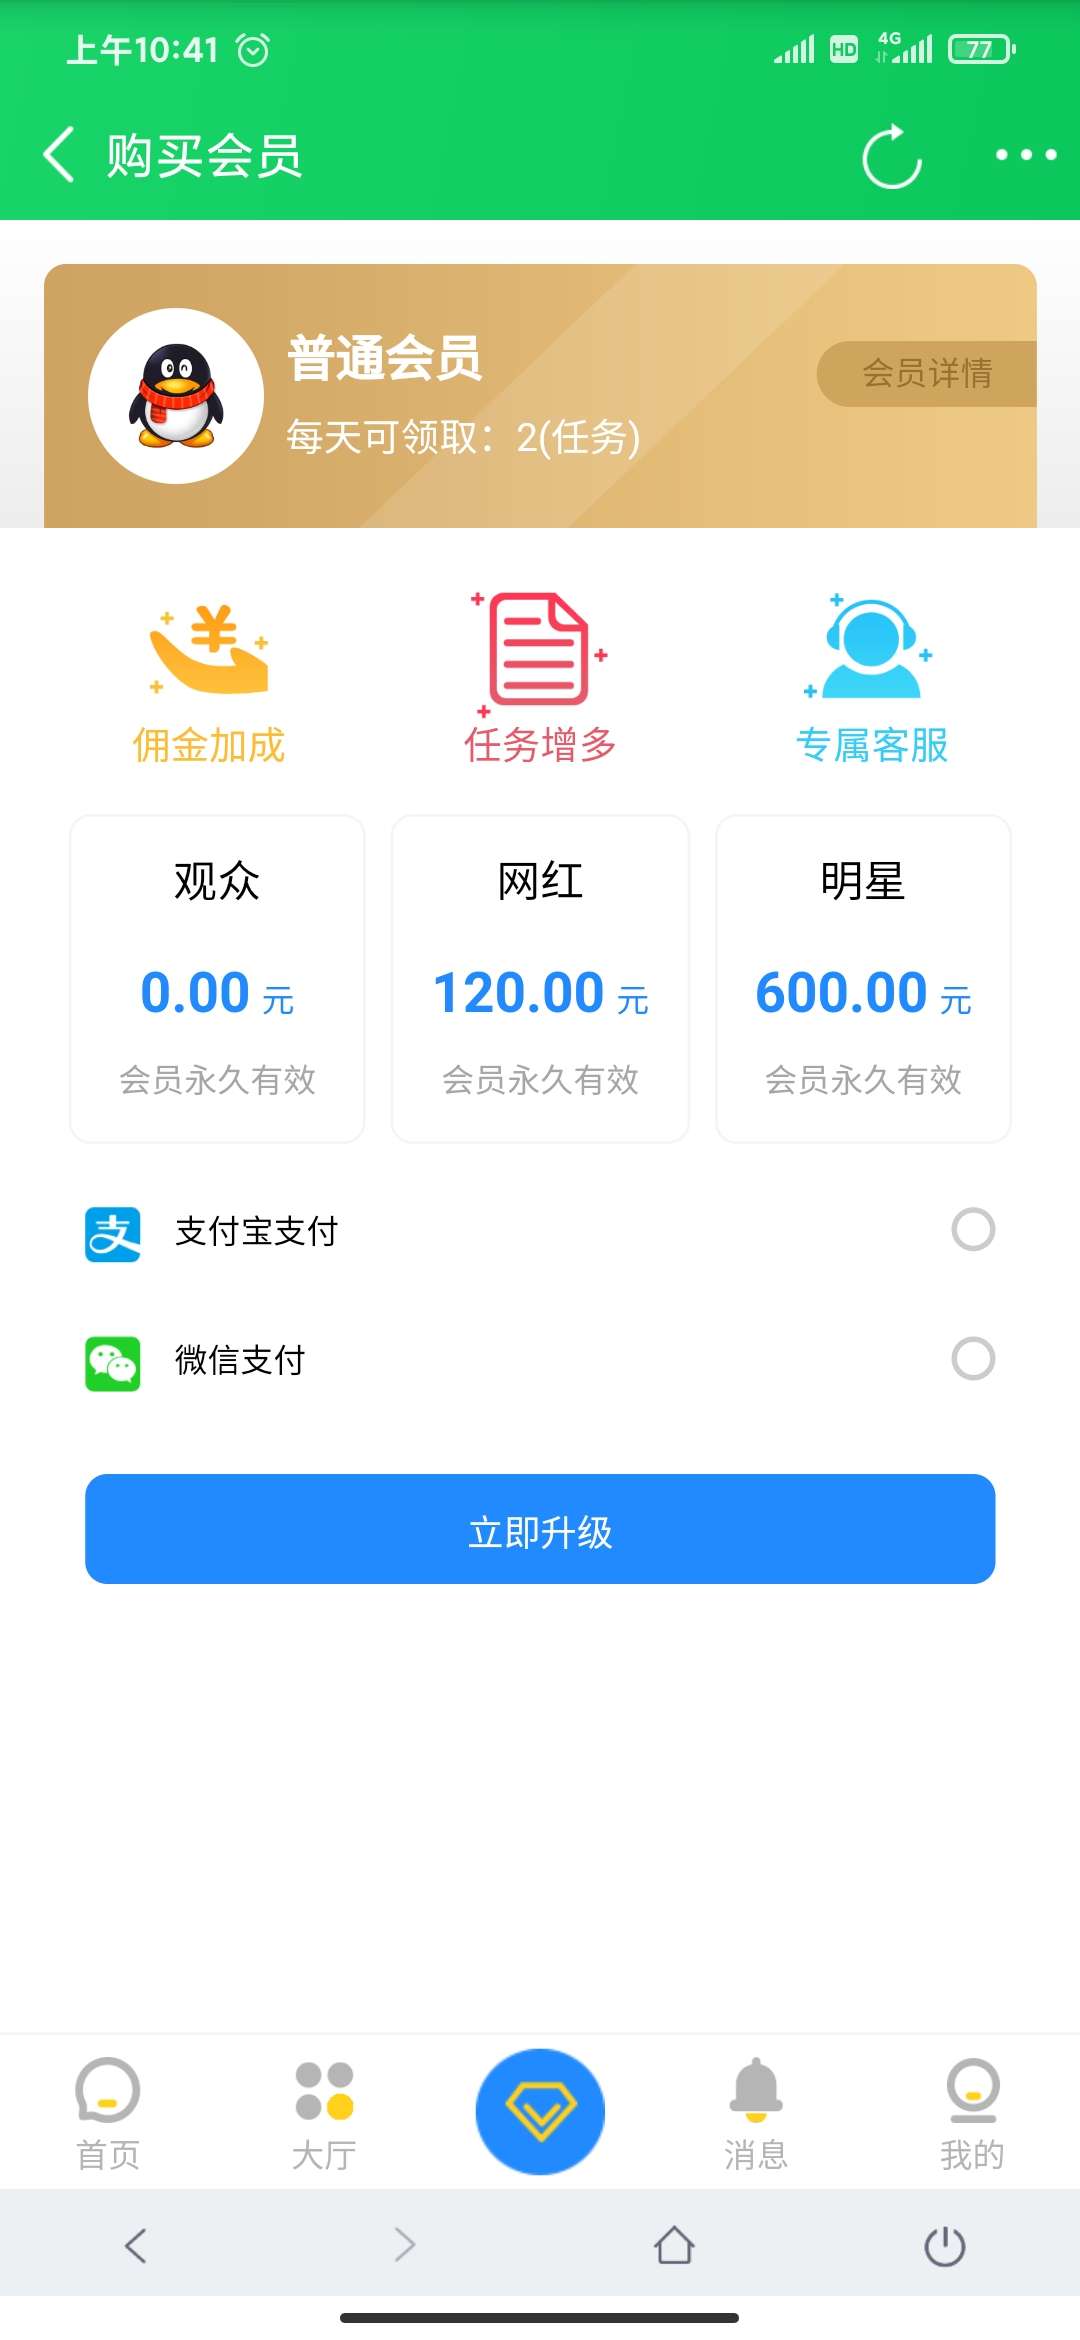 上午10:41
HD
4G
77
购买会员
普通会员
会员详情
每天可领取：2(任务)
佣金加成
任务增多
专属客服
观众
网红
明星
0.00 元
120.00 元
600.00 元
会员永久有效
会员永久有效
会员永久有效
支付宝支付
微信支付
立即升级
首页
大厅
消息
我的